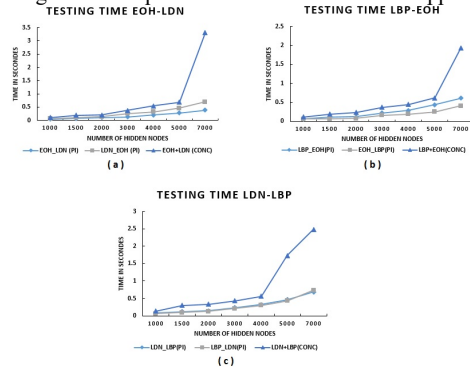 TESTING TIME EOH-LDN
3.5
3
2.5
2
1.5
1
0.5
0
TIME IN SECONDES
1000 1500 2000 3000 4000 5000 7000
NUMBER OF HIDDEN NODES
EOH_LDN (PI) LDN_EOH (PI) EOH+LDN (CONC)
( a )
TESTING TIME LBP-EOH
2.5
2
1.5
1
0.5
0
TIME IN SECONDES
1000 1500 2000 3000 4000 5000 7000
NUMBER OF HIDDEN NODES
LBP_EOH(PI) EOH_LBP(PI) LBP+EOH (CONC)
( b )
TESTING TIME LDN-LBP
3
2.5
2
1.5
1
0.5
0
TIME IN SECONDES
1000 1500 2000 3000 4000 5000 7000
NUMBER OF HIDDEN NODES
LDN_LBP(PI) LBP_LDN(PI) LDN+LBP(CONC)
( c )